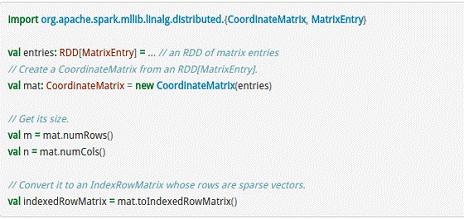 import org.apache.spark.mllib.linalg.distributed.{CoordinateMatrix, MatrixEntry}
val entries: RDD[MatrixEntry] = ... // an RDD of matrix entries
// Create a CoordinateMatrix from an RDD[MatrixEntry].
val mat: CoordinateMatrix = new CoordinateMatrix(entries)
// Get its size.
val m = mat.numRows()
val n = mat.numCols()
// Convert it to an IndexRowMatrix whose rows are sparse vectors.
val indexedRowMatrix = mat.toIndexedRowMatrix()